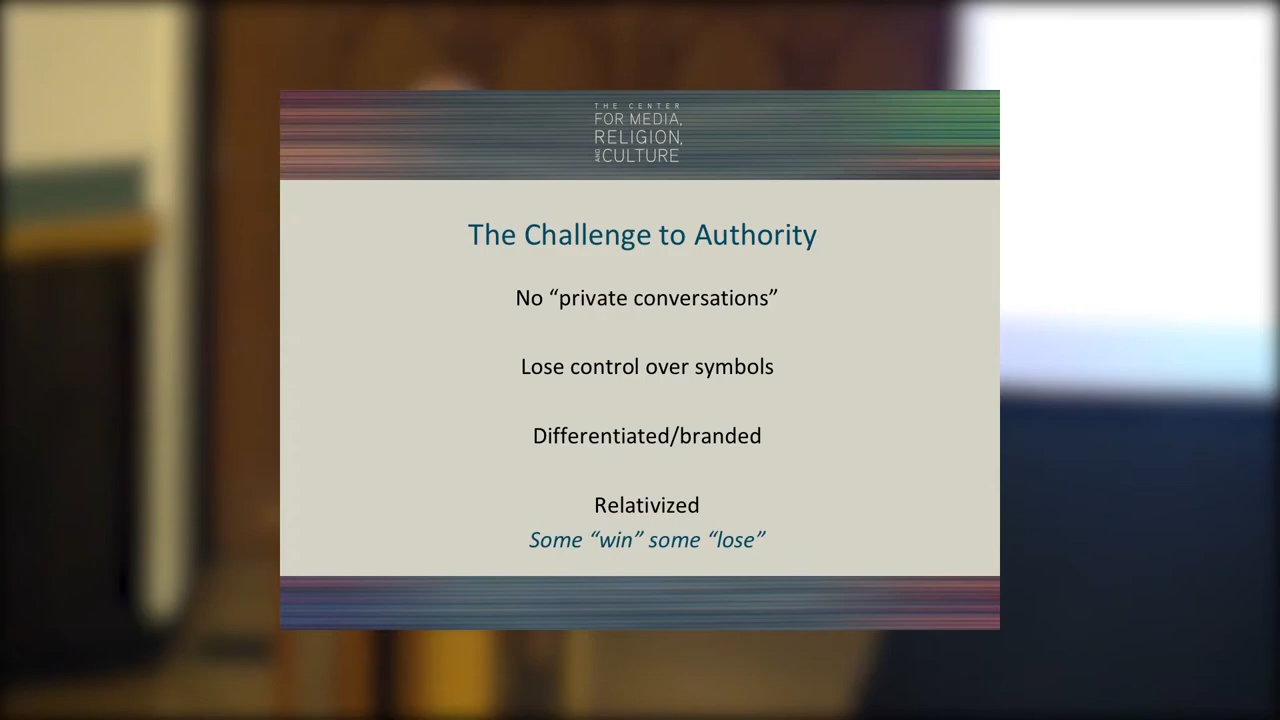 THE CENTER
FOR MEDIA,
RELIGION,
AND CULTURE
The Challenge to Authority
No “private conversations”
Lose control over symbols
Differentiated/branded
Relativized
Some “win” some “lose”